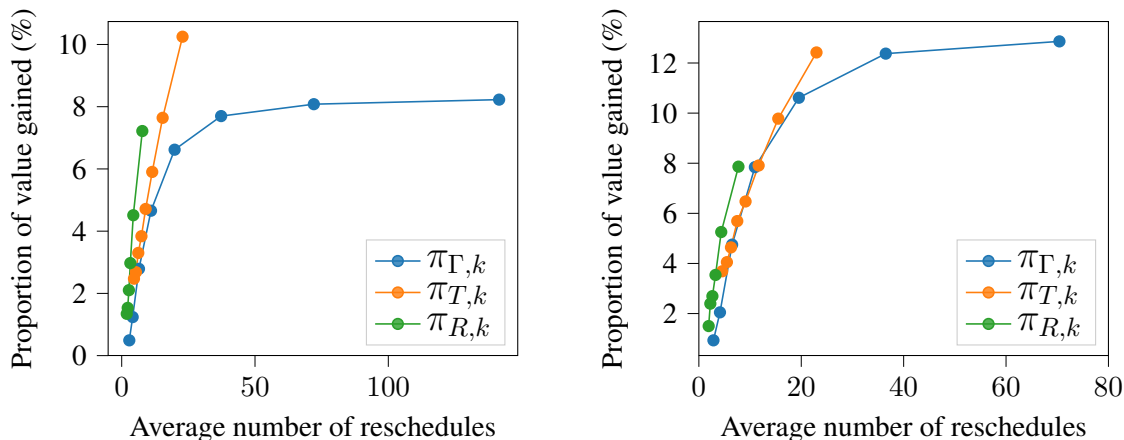 Proportion of value gained (%)
10
8
6
4
2
0
0
50
100
Average number of reschedules
π_{Γ,k}
π_{T,k}
π_{R,k}
Proportion of value gained (%)
12
10
8
6
4
2
0
20
40
60
80
Average number of reschedules
π_{Γ,k}
π_{T,k}
π_{R,k}